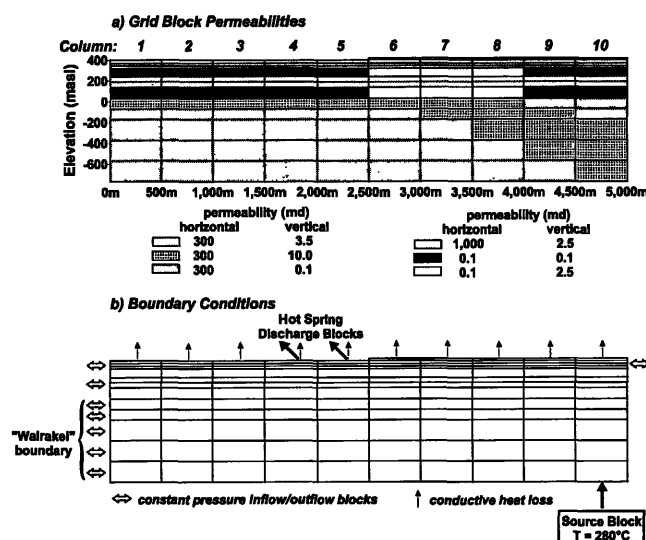 a) Grid Block Permeabilities
Column: 1 2 3 4 5 6 7 8 9 10
Elevation (masl)
400
200
0
-200
-400
-600
0m 500m 1,000m 1,500m 2,000m 2,500m 3,000m 3,500m 4,000m 4,500m 5,000m
permeability (md) permeability (md)
horizontal vertical horizontal vertical
300 3.5 1,000 2.5
300 10.0 0.1 0.1
300 0.1 0.1 2.5
b) Boundary Conditions
Hot Spring
Discharge Blocks
"Wairakei"
boundary
constant pressure inflow/outflow blocks conductive heat loss
Source Block
T = 280°C